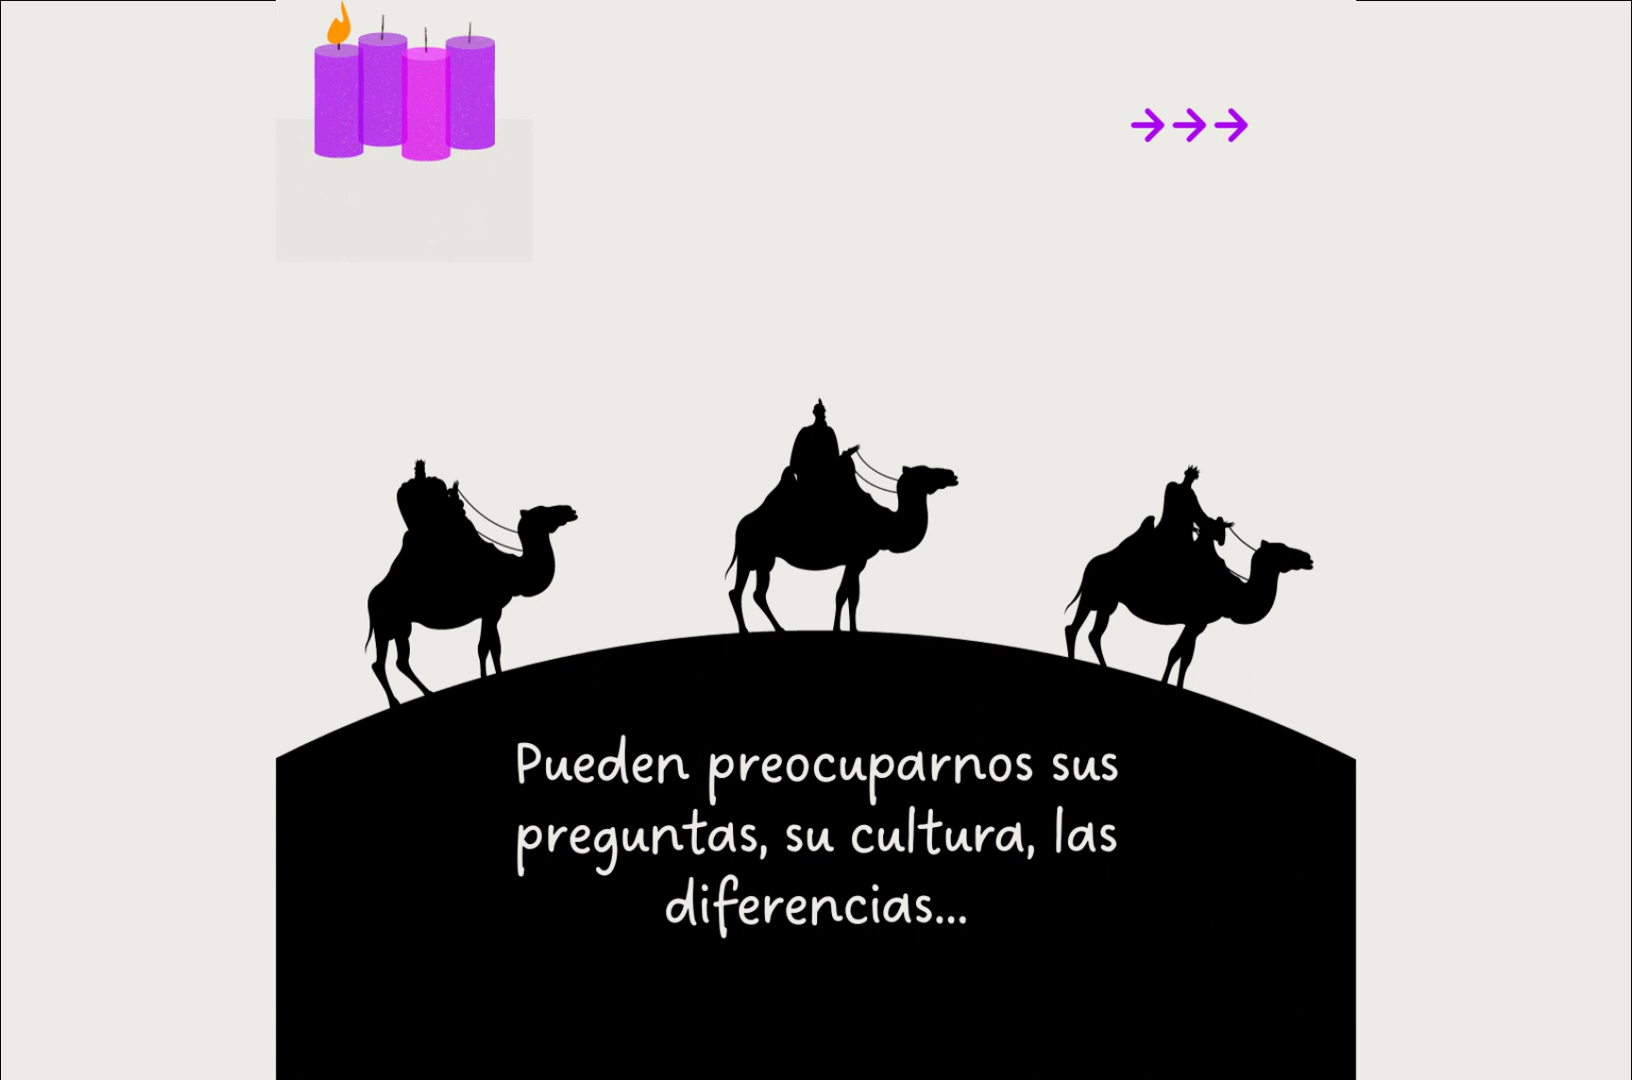 Pueden preocuparnos sus
preguntas, su cultura, las
diferencias...